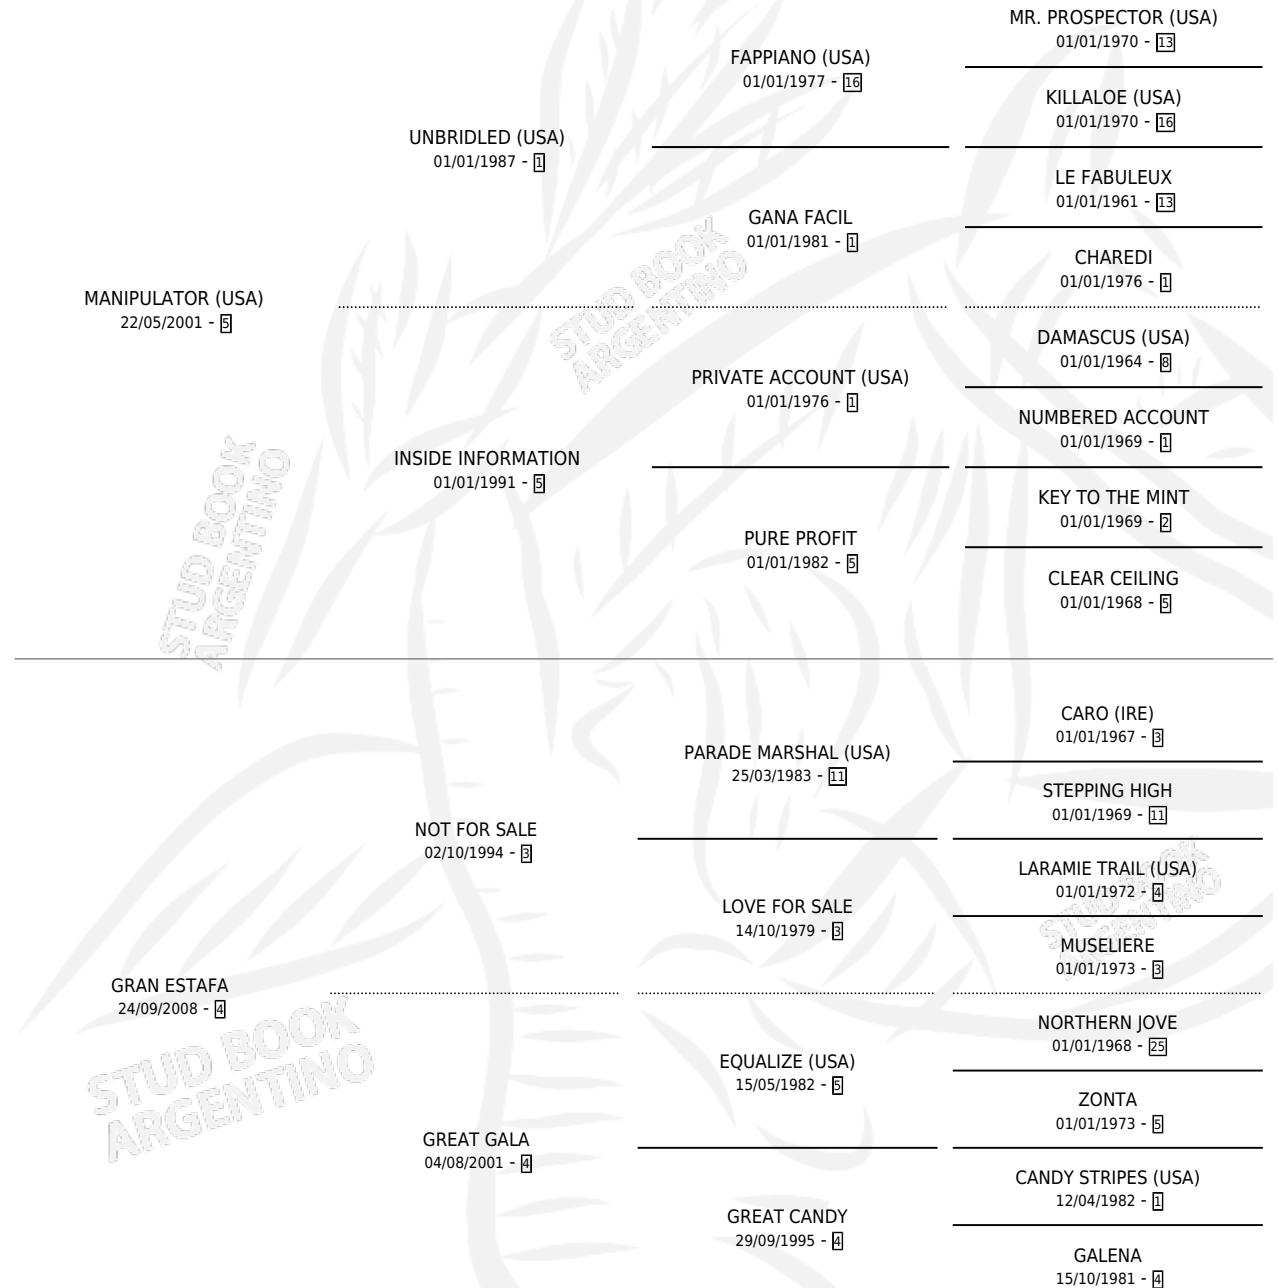 MR. PROSPECTOR (USA)
01/01/1970 - 13
FAPPIANO (USA)
01/01/1977 - 16
KILLALOE (USA)
01/01/1970 - 16
UNBRIDLED (USA)
01/01/1987 - 1
LE FABULEUX
01/01/1961 - 13
GANA FACIL
01/01/1981 - 1
CHAREDI
01/01/1976 - 1
MANIPULATOR (USA)
22/05/2001 - 5
DAMASCUS (USA)
01/01/1964 - 8
PRIVATE ACCOUNT (USA)
01/01/1976 - 1
NUMBERED ACCOUNT
01/01/1969 - 1
INSIDE INFORMATION
01/01/1991 - 5
KEY TO THE MINT
01/01/1969 - 2
PURE PROFIT
01/01/1982 - 5
CLEAR CEILING
01/01/1968 - 5
CARO (IRE)
01/01/1967 - 3
PARADE MARSHAL (USA)
25/03/1983 - 11
STEPPING HIGH
01/01/1969 - 11
NOT FOR SALE
02/10/1994 - 3
LARAMIE TRAIL (USA)
01/01/1972 - 4
LOVE FOR SALE
14/10/1979 - 3
MUSELIERE
01/01/1973 - 3
GRAN ESTAFA
24/09/2008 - 4
NORTHERN JOVE
01/01/1968 - 25
EQUALIZE (USA)
15/05/1982 - 5
ZONTA
01/01/1973 - 5
GREAT GALA
04/08/2001 - 4
CANDY STRIPES (USA)
12/04/1982 - 1
GREAT CANDY
29/09/1995 - 4
GALENA
15/10/1981 - 4
STUD BOOK
ARGENTINO
STUD BOOK
ARGENTINO
STUD BOOK
ARGENTINO
STUD BOOK
ARGENTINO